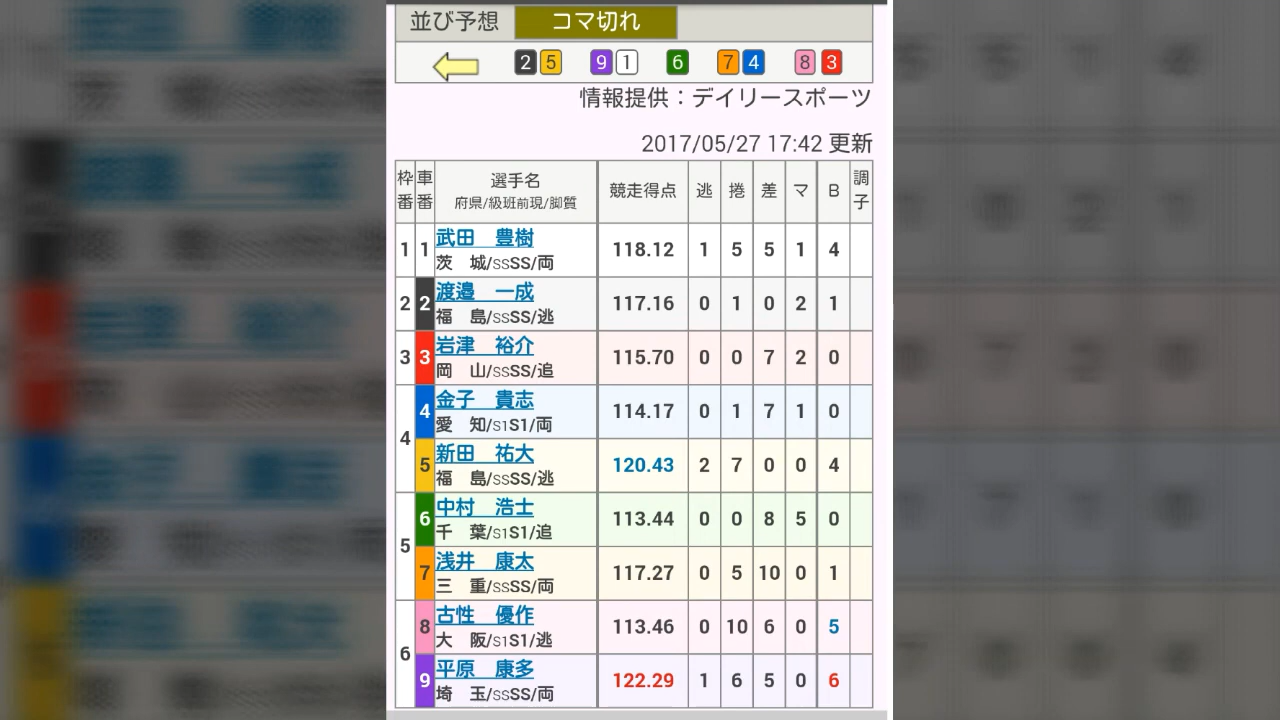 並び予想 コマ切れ
2 5 9 1 6 7 4 8 3
情報提供：デイリースポーツ
2017/05/27 17:42 更新
枠番 車番 選手名 府県/級班前現/脚質 競走得点 逃 捲 差 マ B 調子
1 1 武田 豊樹 118.12 1 5 5 1 4
茨 城/SSSS/両
2 2 渡邉 一成 117.16 0 1 0 2 1
福 島/SSSS/逃
3 3 岩津 裕介 115.70 0 0 7 2 0
岡 山/SSSS/追
4 4 金子 貴志 114.17 0 1 7 1 0
愛 知/S1S1/両
5 新田 祐大 120.43 2 7 0 0 4
福 島/SSSS/逃
5 6 中村 浩士 113.44 0 0 8 5 0
千 葉/S1S1/追
7 浅井 康太 117.27 0 5 10 0 1
三 重/SSSS/両
6 8 古性 優作 113.46 0 10 6 0 5
大 阪/S1S1/逃
9 平原 康多 122.29 1 6 5 0 6
埼 玉/SSSS/両